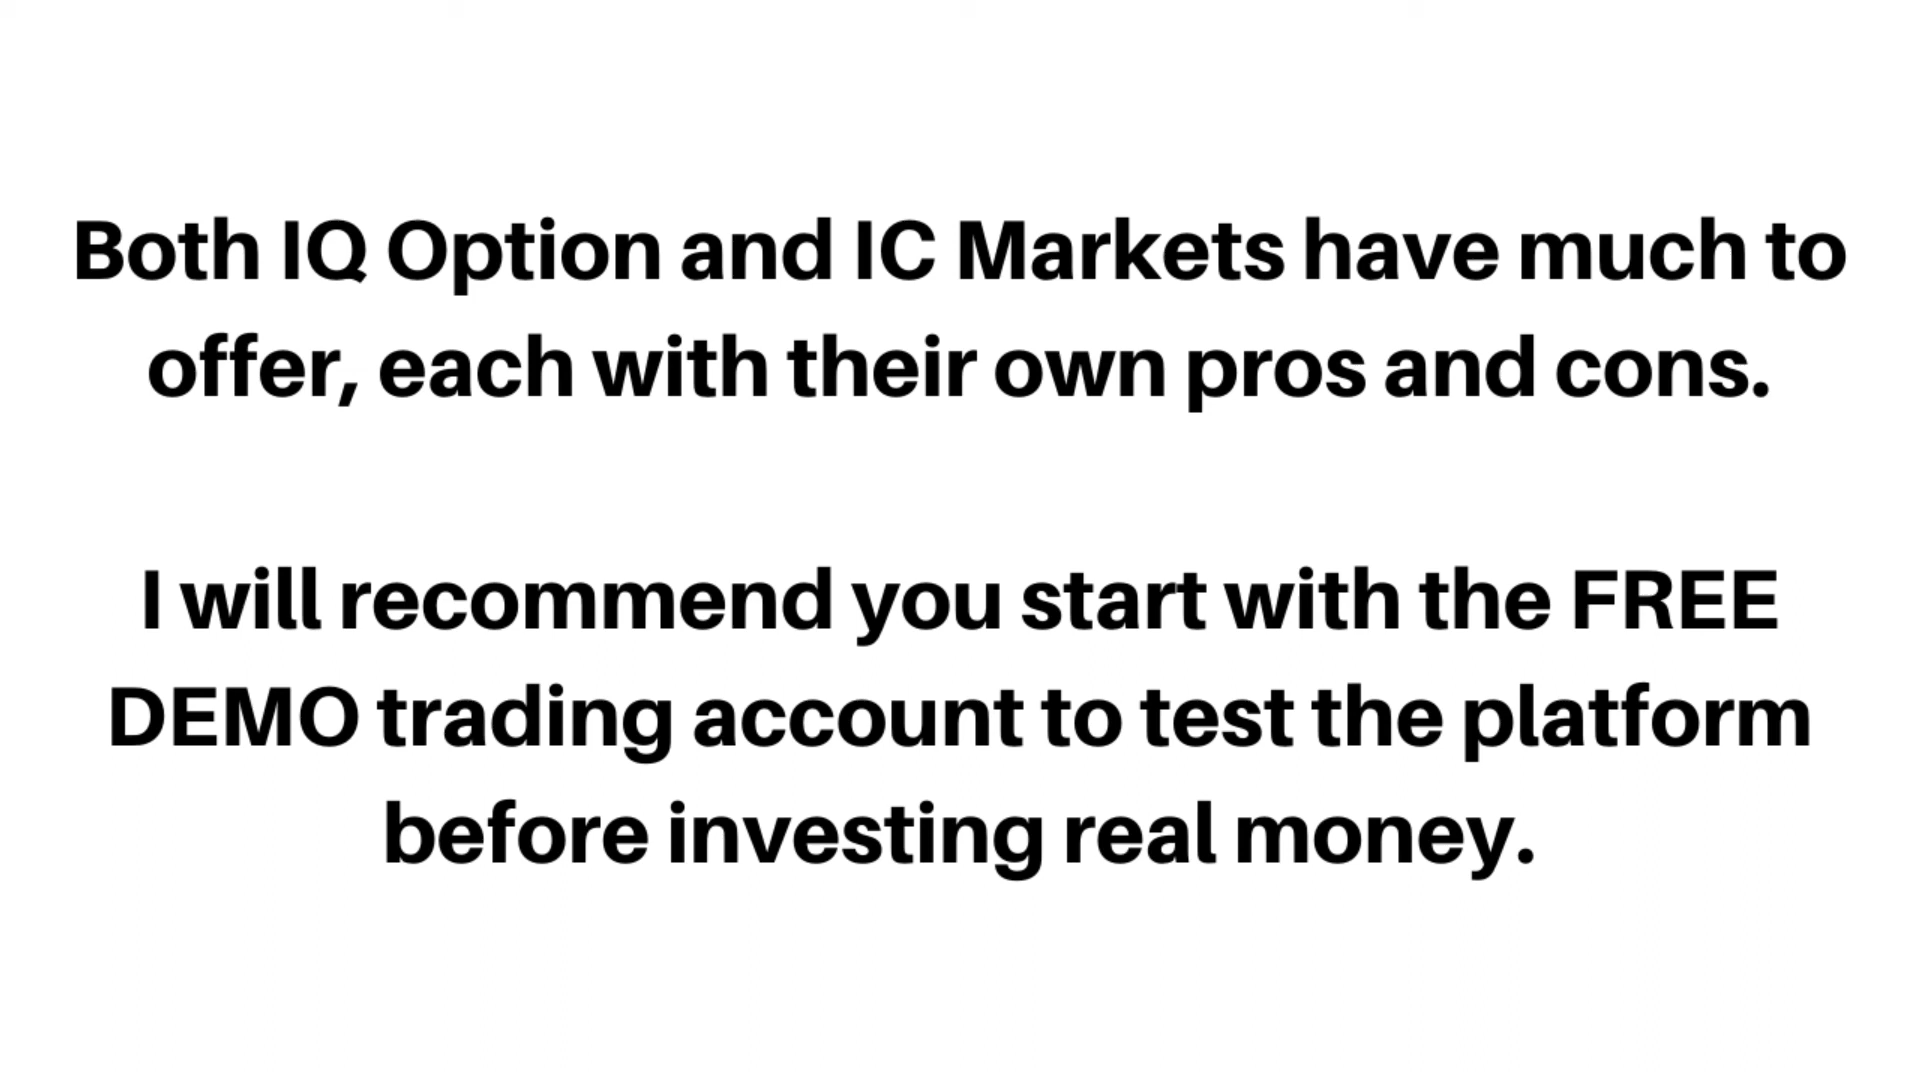 Both IQ Option and IC Markets have much to
offer, each with their own pros and cons.
I will recommend you start with the FREE
DEMO trading account to test the platform
before investing real money.